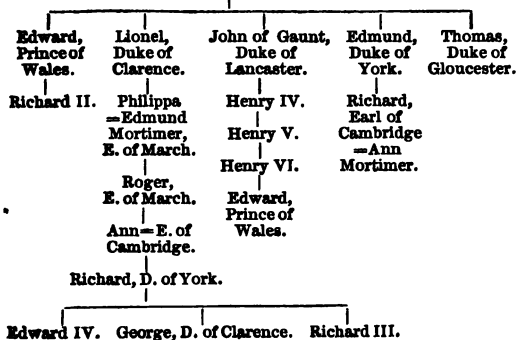 Edward, Prince of Wales.
Richard II.
Lionel, Duke of Clarence.
Philippa
=Edmund
Mortimer,
E. of March.
Roger,
E. of March.
Ann=E. of
Cambridge.
Richard, D. of York.
John of Gaunt,
Duke of
Lancaster.
Henry IV.
Henry V.
Henry VI.
Edward,
Prince of
Wales.
Edmund,
Duke of
York.
Richard,
Earl of
Cambridge
=Ann
Mortimer.
Thomas,
Duke of
Gloucester.
Edward IV. George, D. of Clarence. Richard III.